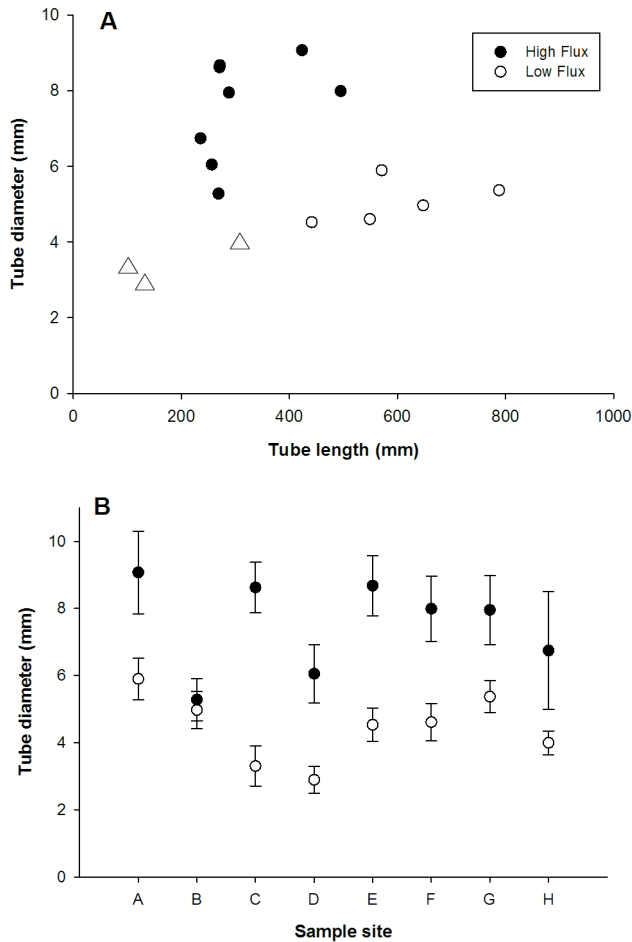 A
10
8
6
4
2
0
Tube diameter (mm)
High Flux
Low Flux
0 200 400 600 800 1000
Tube length (mm)
B
10
8
6
4
2
0
Tube diameter (mm)
A B C D E F G H
Sample site